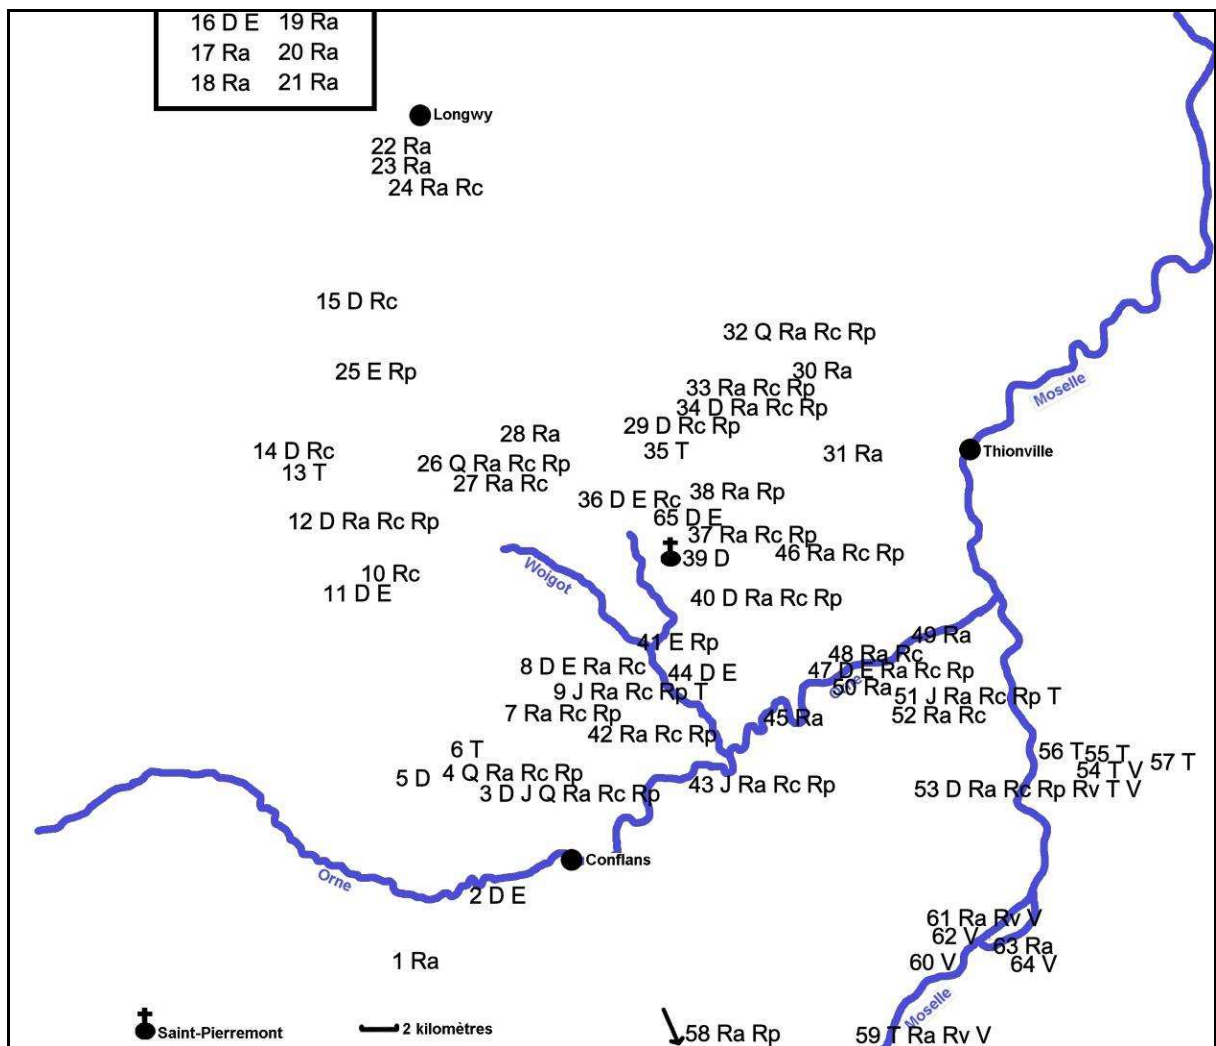 16 D E 19 Ra
17 Ra 20 Ra
18 Ra 21 Ra
Longwy
22 Ra
23 Ra
24 Ra Rc
15 D Rc
32 Q Ra Rc Rp
25 E Rp
30 Ra
33 Ra Rc Rp
Moselle
34 D Ra Rc Rp
29 D Rc Rp
28 Ra
14 D Rc
35 T
31 Ra
Thionville
26 Q Ra Rc Rp
13 T
27 Ra Rc
38 Ra Rp
36 D E Rc
65 D E
12 D Ra Rc Rp
37 Ra Rc Rp
46 Ra Rc Rp
39 D
Woigot
10 Rc
11 D E
40 D Ra Rc Rp
49 Ra
41 E Rp
48 Ra Rc
8 D E Ra Rc
44 D E
47 D E Ra Rc Rp
Orne
50 Ra
9 J Ra Rc Rp T
51 J Ra Rc Rp T
7 Ra Rc Rp
45 Ra
52 Ra Rc
42 Ra Rc Rp
6 T
56 T
55 T
57 T
5 D
4 Q Ra Rc Rp
54 T V
43 J Ra Rc Rp
53 D Ra Rc Rp Rv T V
3 D J Q Ra Rc Rp
Conflans
Orne
2 D E
61 Ra Rv V
62 V
63 Ra
1 Ra
60 V
64 V
Moselle
Saint-Pierremont
2 kilomètres
58 Ra Rp
59 T Ra Rv V